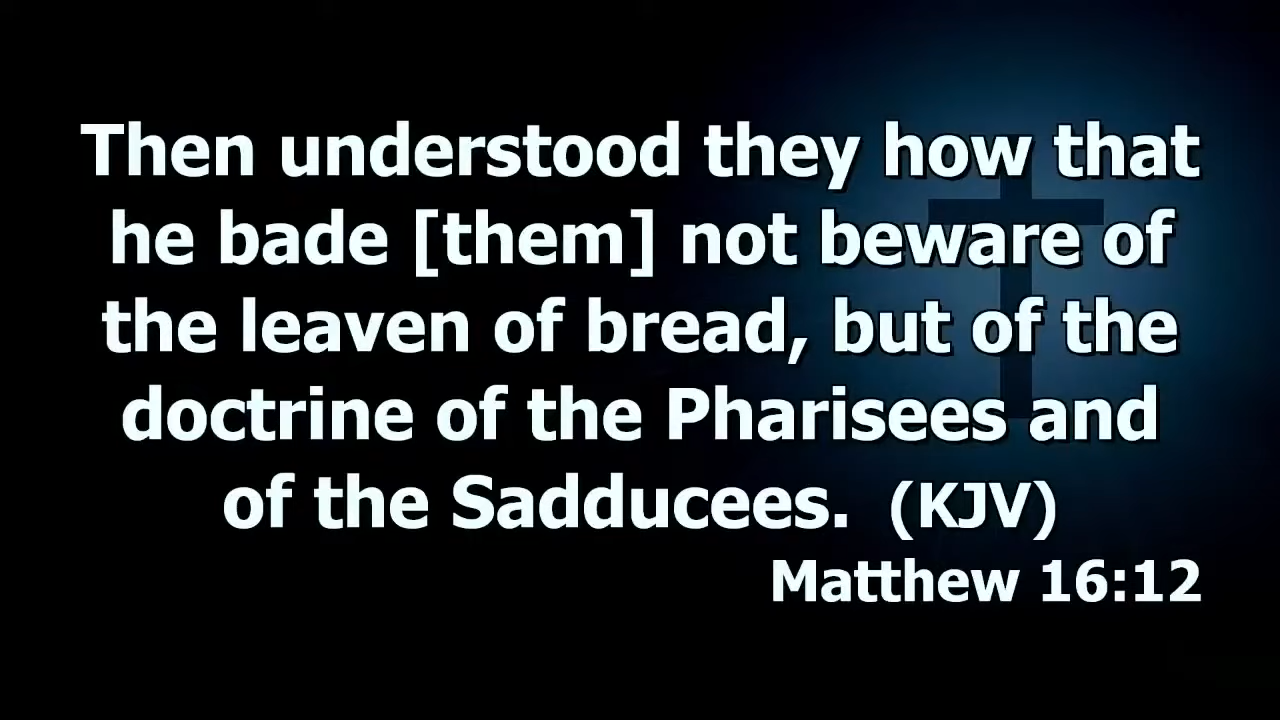 Then understood they how that
he bade [them] not beware of
the leaven of bread, but of the
doctrine of the Pharisees and
of the Sadducees. (KJV)
Matthew 16:12